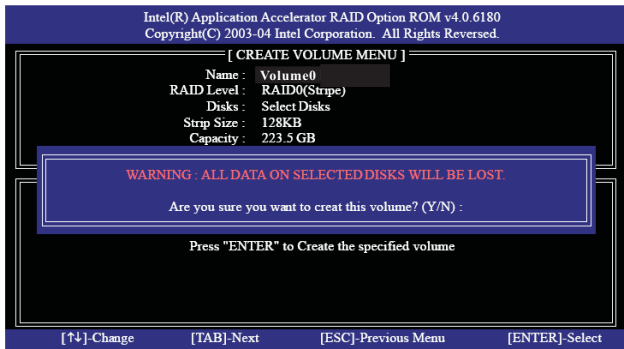 Intel(R) Application Accelerator RAID Option ROM v4.0.6180
Copyright(C) 2003-04 Intel Corporation. All Rights Reversed.
[ CREATE VOLUME MENU ]
Name : Volume0
RAID Level : RAID0(Stripe)
Disks : Select Disks
Strip Size : 128KB
Capacity : 223.5 GB
WARNING : ALL DATA ON SELECTED DISKS WILL BE LOST.
Are you sure you want to creat this volume? (Y/N) :
Press "ENTER" to Create the specified volume
[↑↓]-Change [TAB]-Next [ESC]-Previous Menu [ENTER]-Select